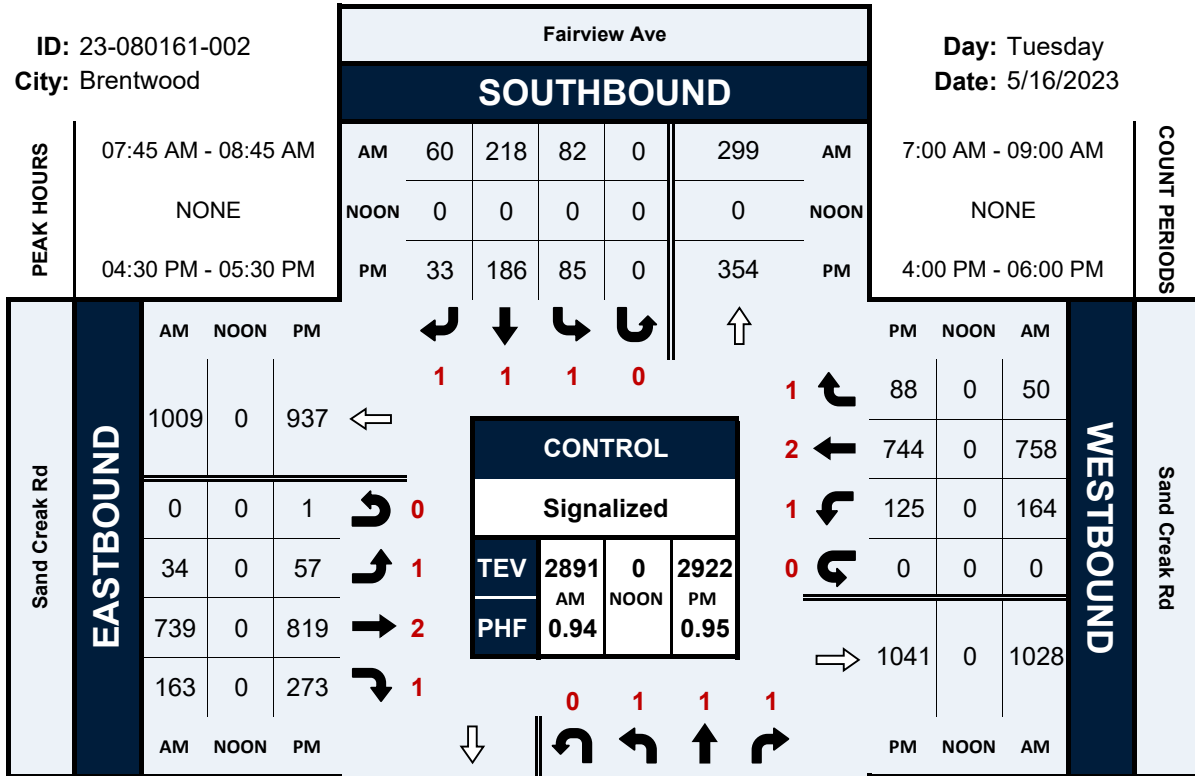 ID: 23-080161-002
City: Brentwood
Fairview Ave
SOUTHBOUND
Day: Tuesday
Date: 5/16/2023
PEAK HOURS
07:45 AM - 08:45 AM
NONE
04:30 PM - 05:30 PM
AM 60 218 82 0 299 AM
NOON 0 0 0 0 0 NOON
PM 33 186 85 0 354 PM
7:00 AM - 09:00 AM
NONE
4:00 PM - 06:00 PM
COUNT PERIODS
1 1 1 0
Sand Creak Rd
EASTBOUND
AM NOON PM
1009 0 937
0 0 1 0
34 0 57 1
739 0 819 2
163 0 273 1
AM NOON PM
CONTROL
Signalized
TEV 2891 0 2922
AM NOON PM
PHF 0.94 0.95
PM NOON AM
1 88 0 50
2 744 0 758
1 125 0 164
0 0 0 0
1041 0 1028
PM NOON AM
WESTBOUND
Sand Creak Rd
0 1 1 1